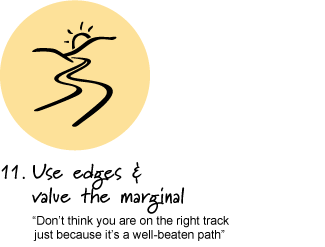 11. Use edges &
value the marginal
“Don’t think you are on the right track
just because it’s a well-beaten path”